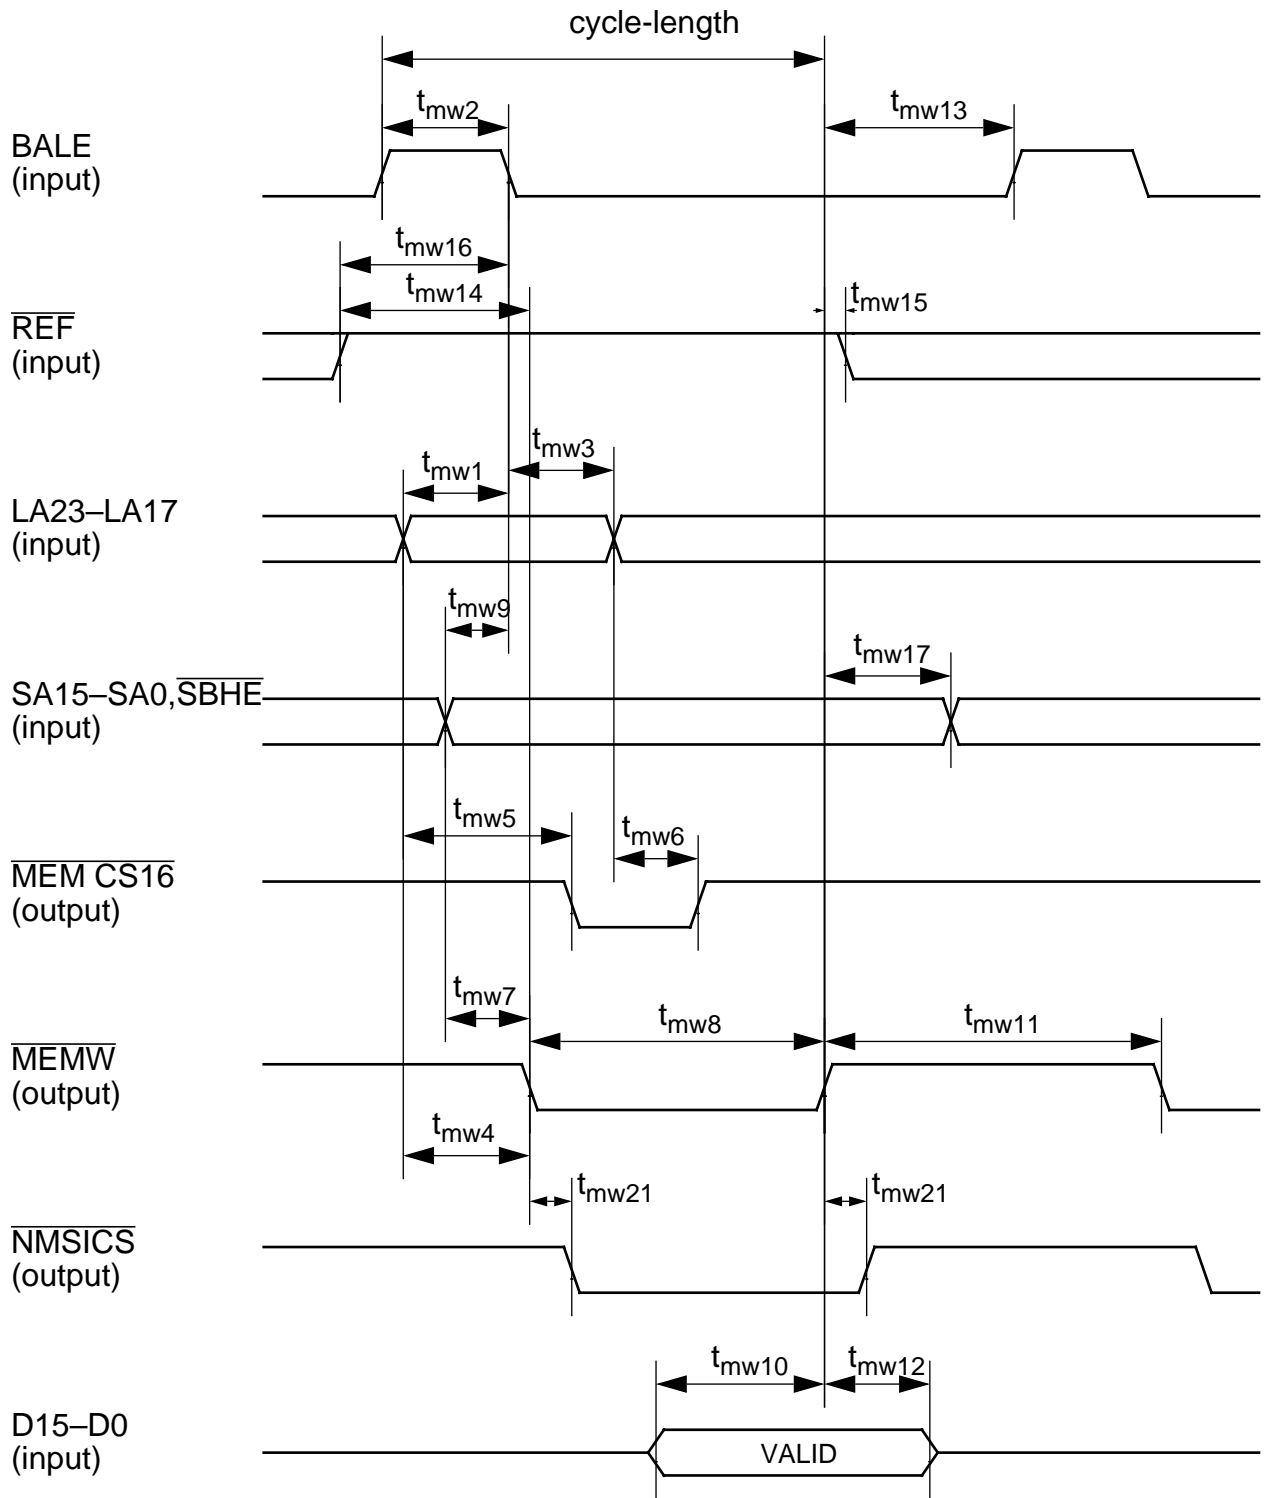 cycle-length
tmw2
tmw13
BALE
(input)
tmw16
tmw14
tmw15
REF
(input)
tmw3
tmw1
LA23–LA17
(input)
tmw9
tmw17
SA15–SA0,SBHE
(input)
tmw5
tmw6
MEM CS16
(output)
tmw7
tmw8
tmw11
MEMW
(output)
tmw4
tmw21
tmw21
NMSICS
(output)
tmw10
tmw12
D15–D0
(input)
VALID